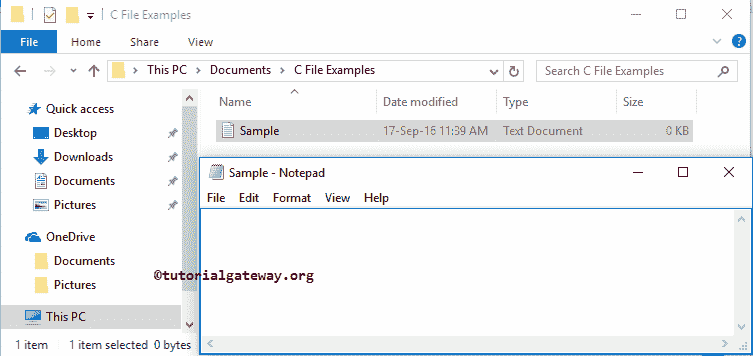 C File Examples
File Home Share View
This PC Documents C File Examples Search C File Examples
Name Date modified Type Size
Quick access
Sample 17-Sep-16 11:39 AM Text Document 0 KB
Desktop
Downloads
Documents
Pictures
OneDrive
Documents
Pictures
This PC
Sample - Notepad
File Edit Format View Help
©tutorialgateway.org
1 item 1 item selected 0 bytes